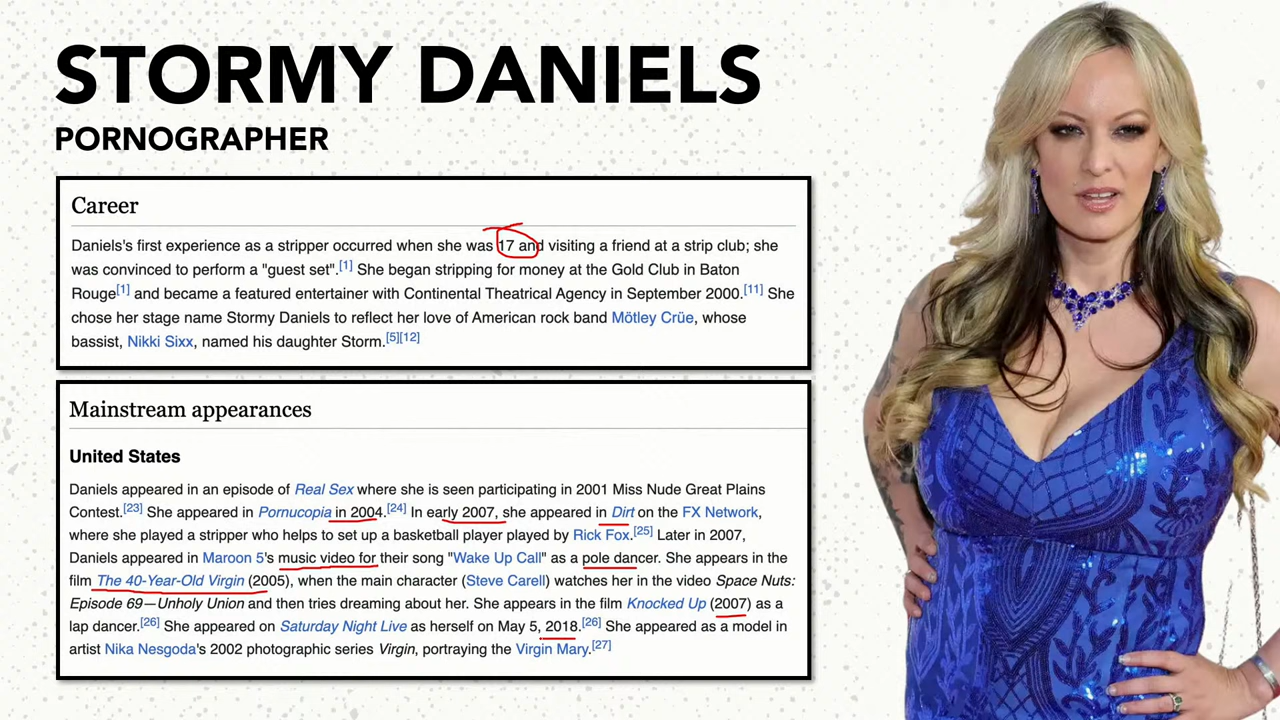 STORMY DANIELS
PORNOGRAPHER
Career
Daniels's first experience as a stripper occurred when she was 17 and visiting a friend at a strip club; she
was convinced to perform a "guest set".[1] She began stripping for money at the Gold Club in Baton
Rouge[1] and became a featured entertainer with Continental Theatrical Agency in September 2000.[11] She
chose her stage name Stormy Daniels to reflect her love of American rock band Mötley Crüe, whose
bassist, Nikki Sixx, named his daughter Storm.[5][12]
Mainstream appearances
United States
Daniels appeared in an episode of Real Sex where she is seen participating in 2001 Miss Nude Great Plains
Contest.[23] She appeared in Pornucopia in 2004.[24] In early 2007, she appeared in Dirt on the FX Network,
where she played a stripper who helps to set up a basketball player played by Rick Fox.[25] Later in 2007,
Daniels appeared in Maroon 5's music video for their song "Wake Up Call" as a pole dancer. She appears in the
film The 40-Year-Old Virgin (2005), when the main character (Steve Carell) watches her in the video Space Nuts:
Episode 69—Unholy Union and then tries dreaming about her. She appears in the film Knocked Up (2007) as a
lap dancer.[26] She appeared on Saturday Night Live as herself on May 5, 2018.[26] She appeared as a model in
artist Nika Nesgoda's 2002 photographic series Virgin, portraying the Virgin Mary.[27]